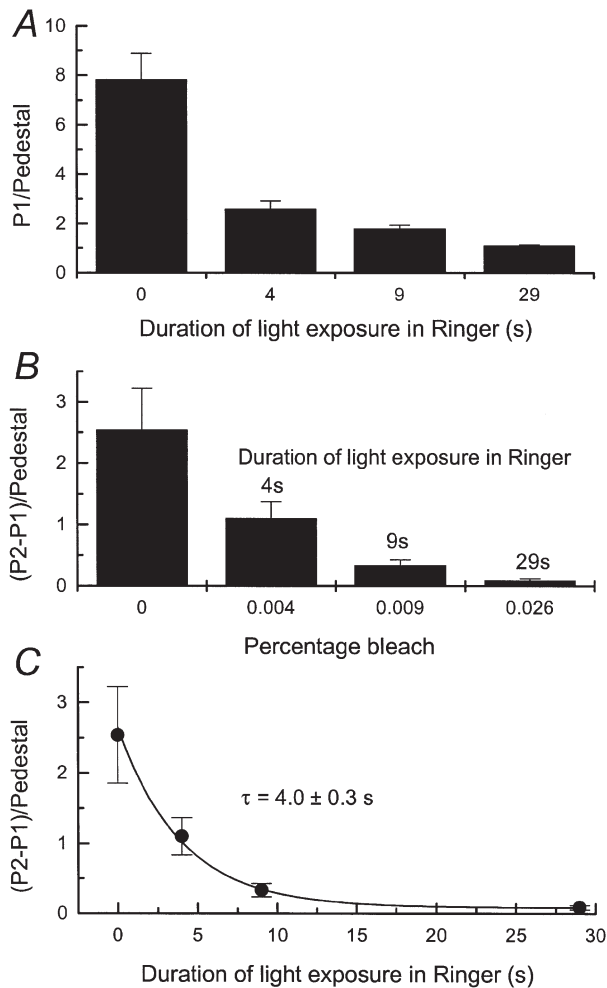 A
10
8
6
4
2
0
P1/Pedestal
0 4 9 29
Duration of light exposure in Ringer (s)
B
3
2
1
0
(P2-P1)/Pedestal
Duration of light exposure in Ringer
4s
9s
29s
0 0.004 0.009 0.026
Percentage bleach
C
3
2
1
0
(P2-P1)/Pedestal
τ = 4.0 ± 0.3 s
0 5 10 15 20 25 30
Duration of light exposure in Ringer (s)